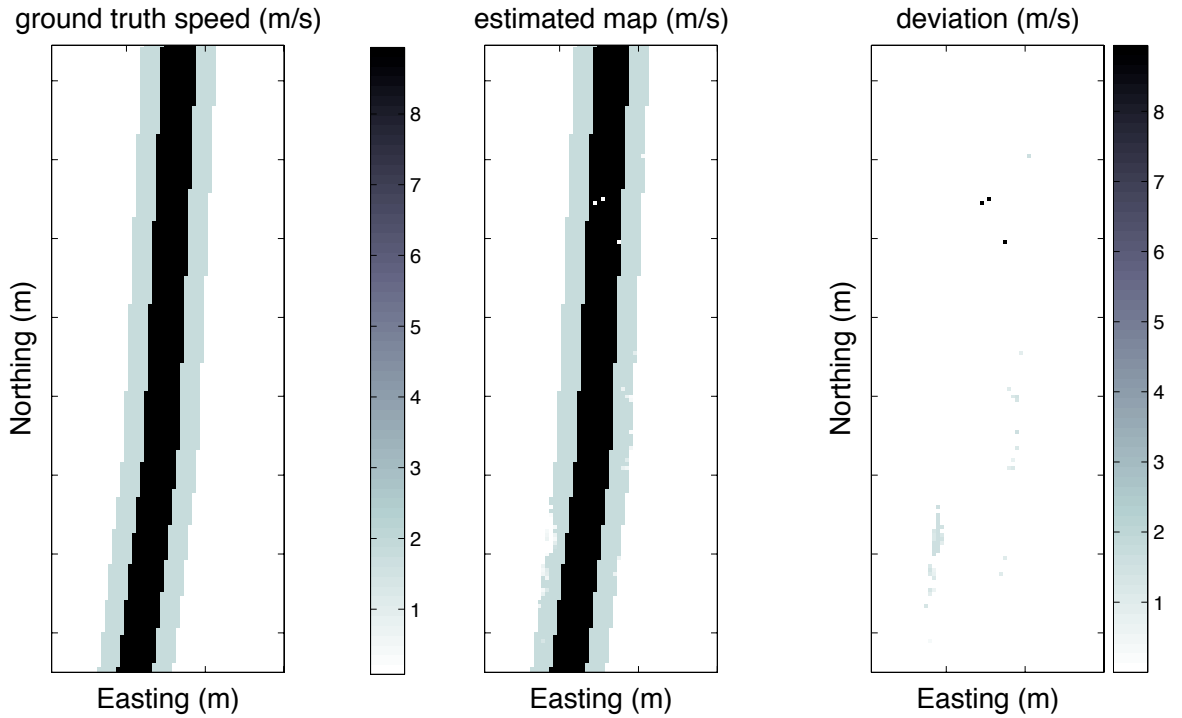 ground truth speed (m/s)
estimated map
deviation (m/s)
8
7
6
5
4
3
2
1
8
7
6
5
4
3
2
1
Northing (m)
Northing (m)
Easting (m)
Easting (m)
Easting (m)